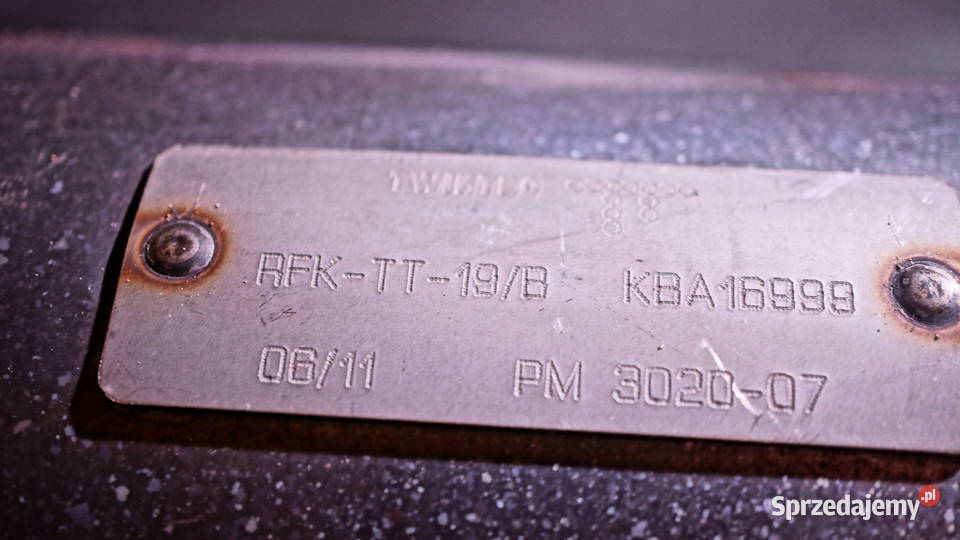 TWINTEC
RFK-TT-19/B KBA16999
06/11 PM 3020-07
Sprzedajemy.pl